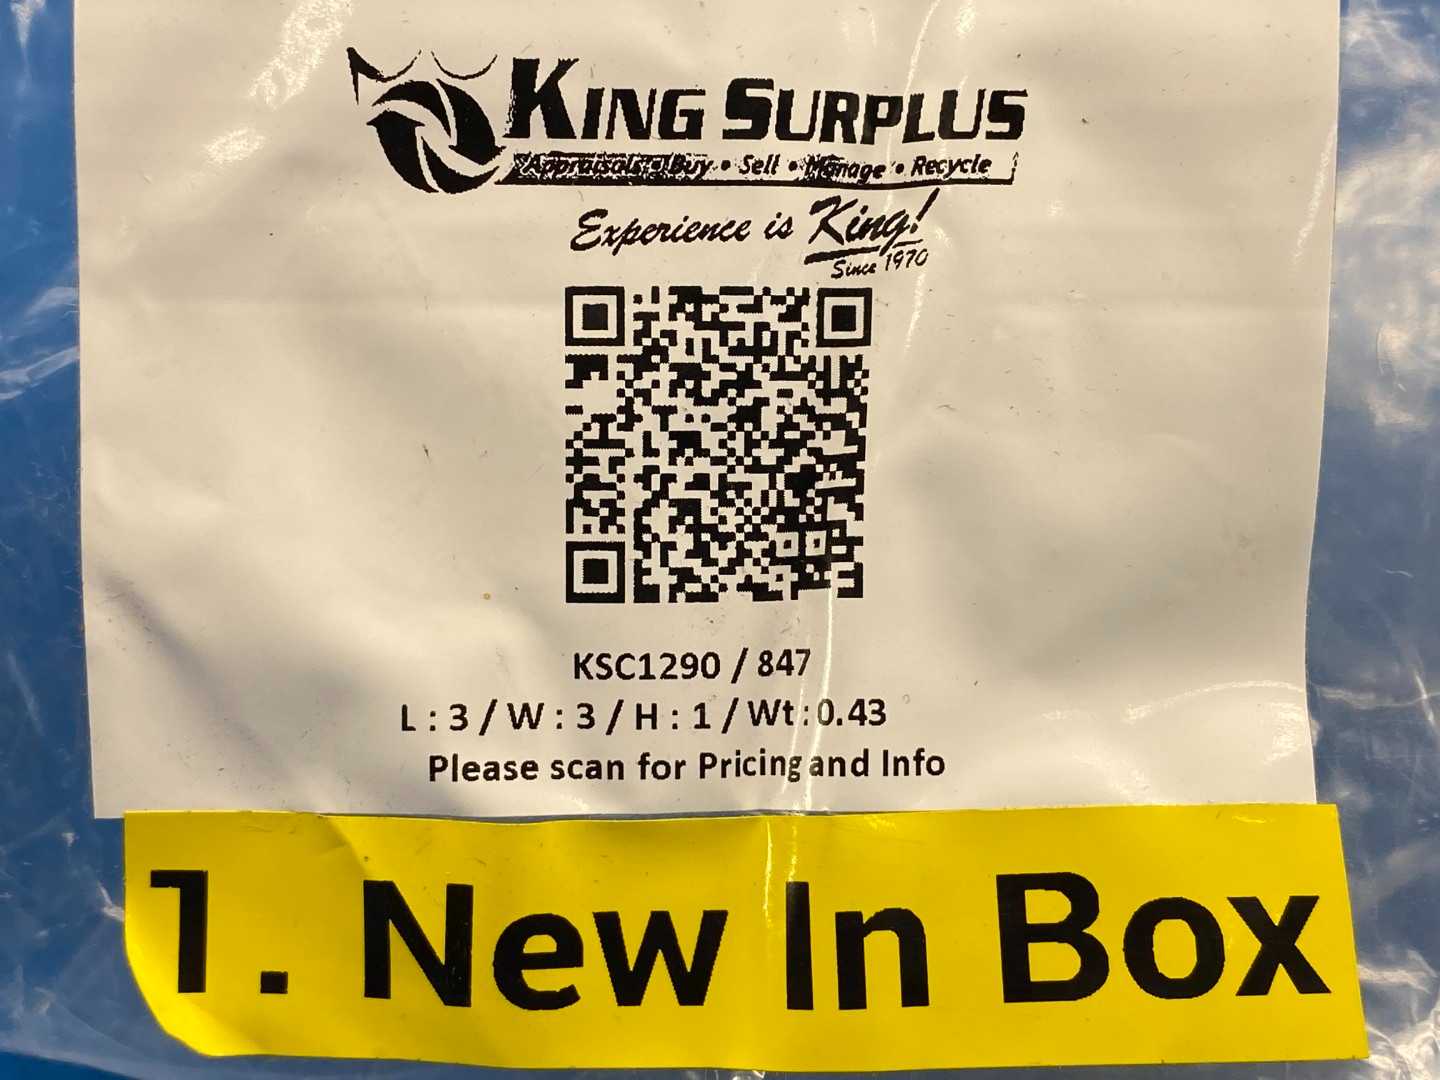 KING SURPLUS
Appraisals • Buy • Sell • Manage • Recycle
Experience is King!
Since 1970
KSC1290 / 847
L : 3 / W : 3 / H : 1 / Wt : 0.43
Please scan for Pricing and Info
1. New In Box